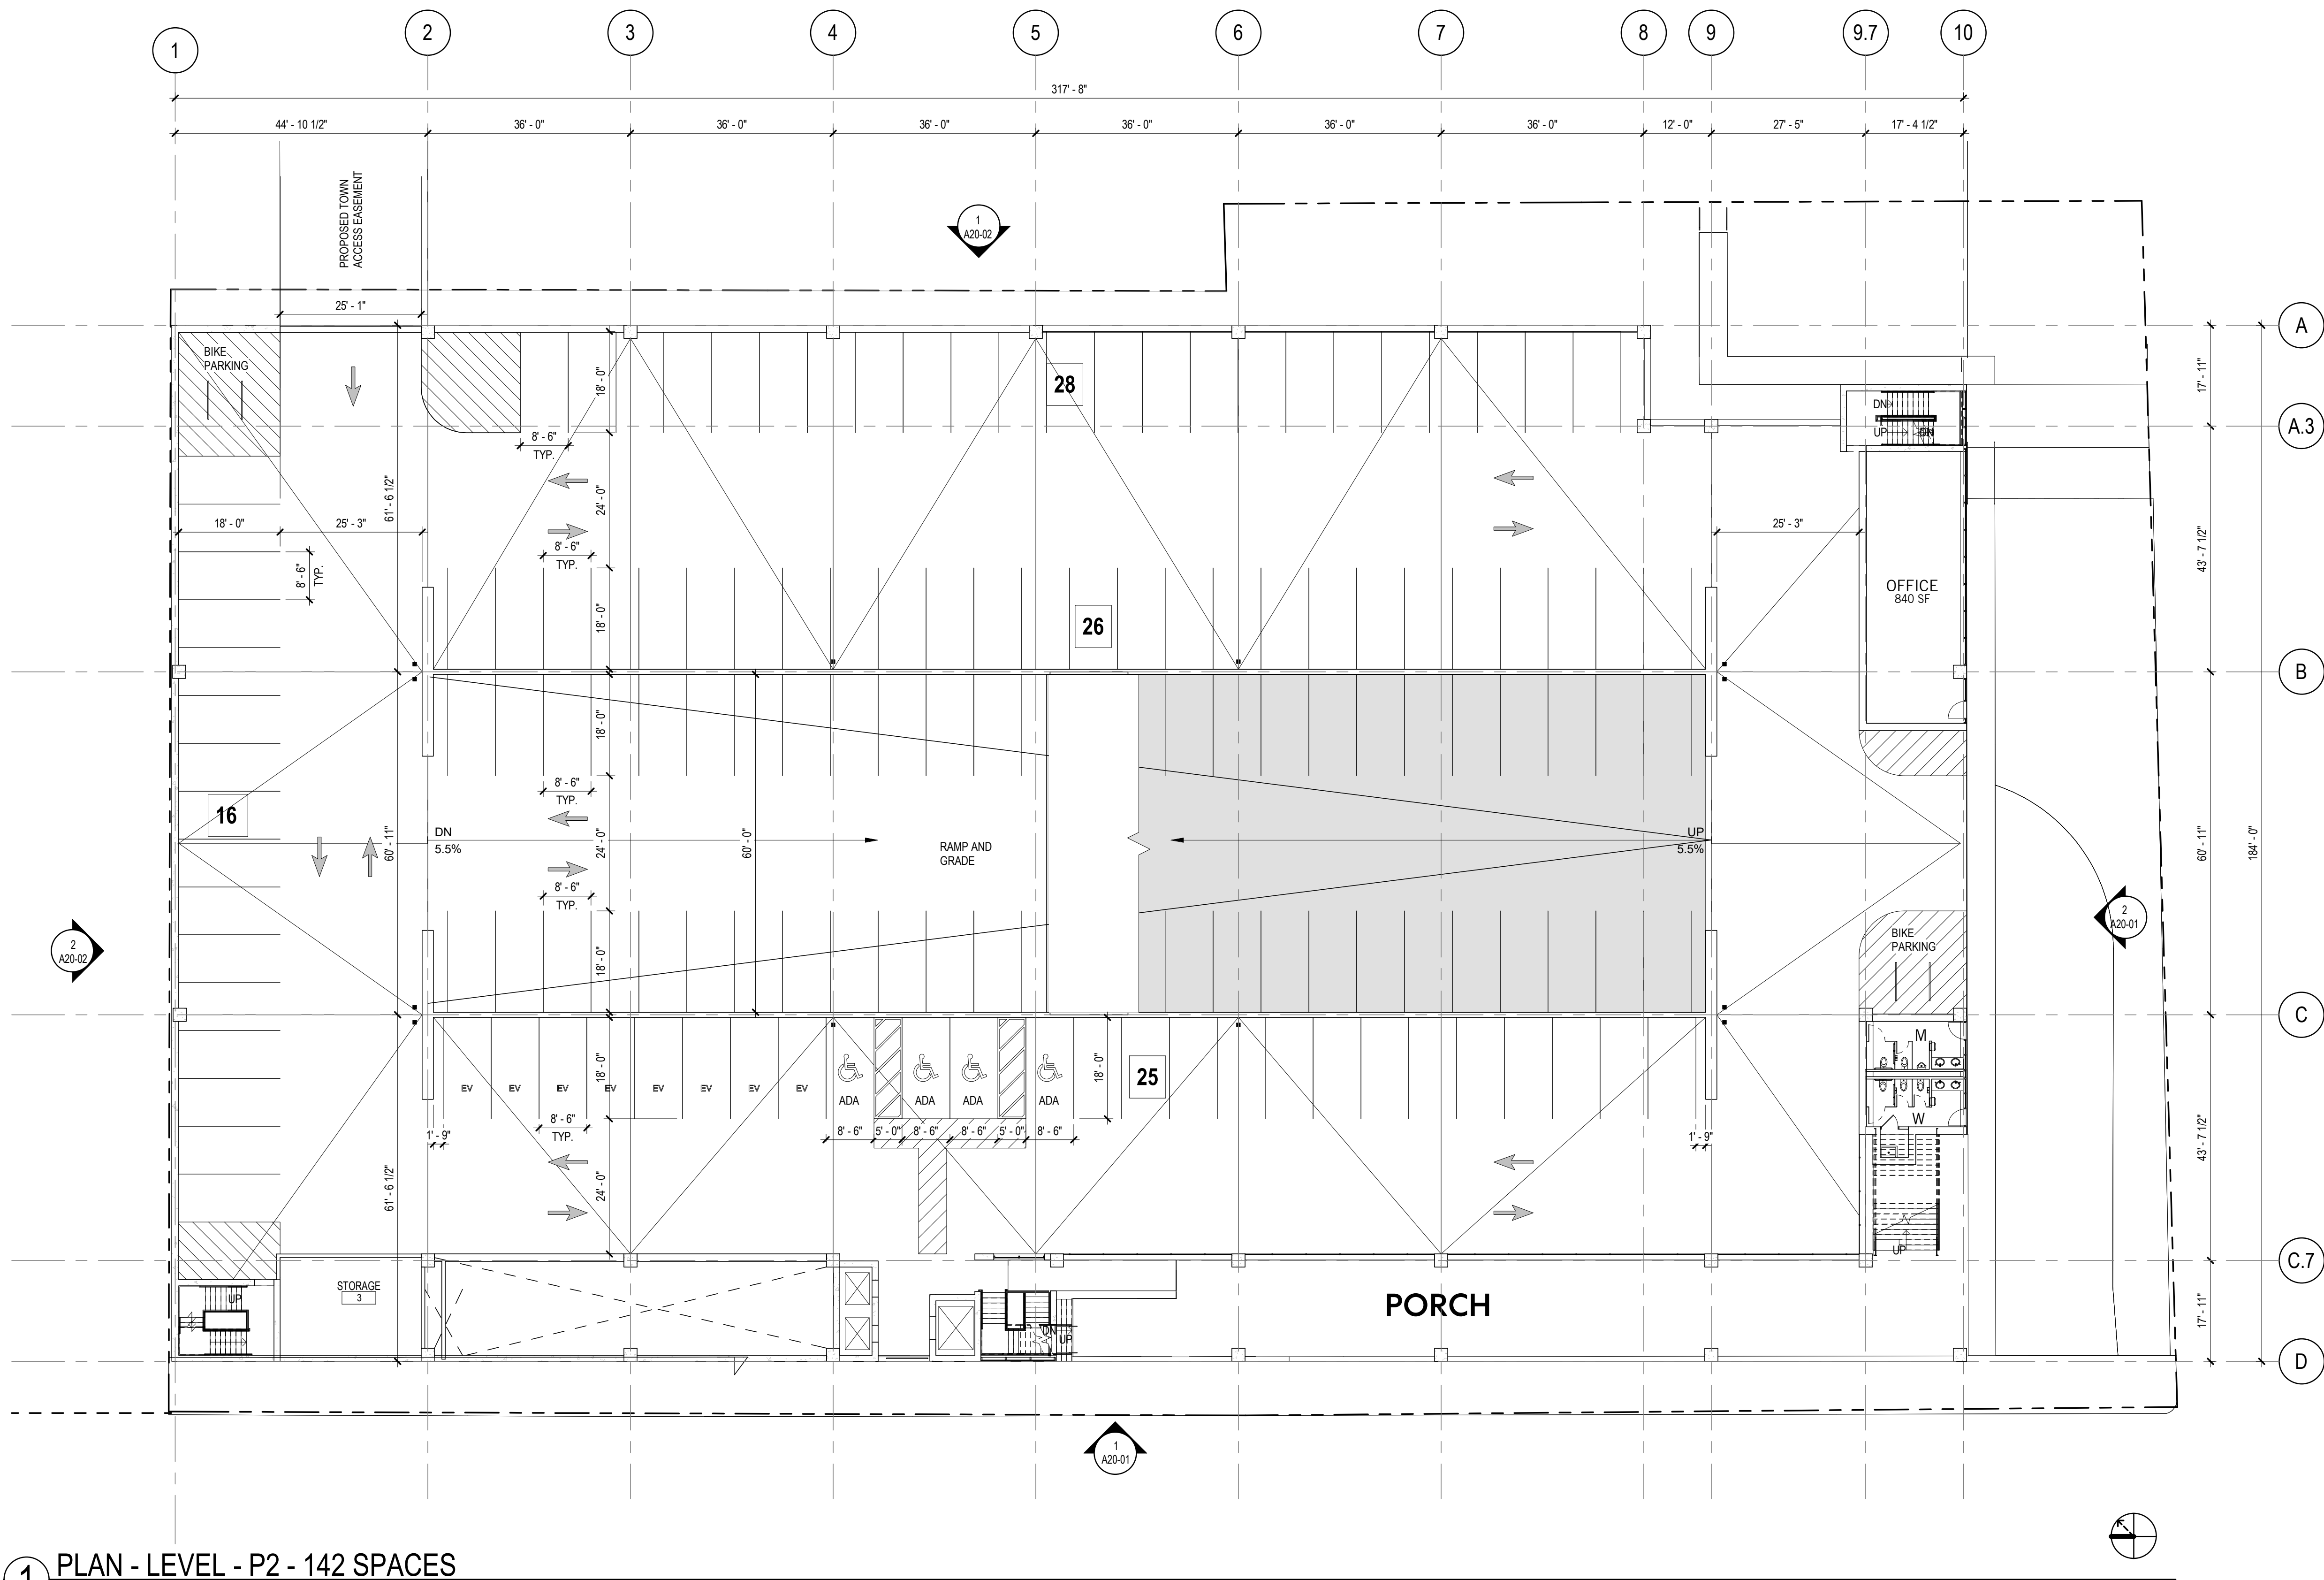 1
2
3
4
5
6
7
8
9
9.7
10
317' - 8"
44' - 10 1/2"
36' - 0"
36' - 0"
36' - 0"
36' - 0"
36' - 0"
36' - 0"
12' - 0"
27' - 5"
17' - 4 1/2"
PROPOSED TOWN
ACCESS EASEMENT
1
A20-02
25' - 1"
A
BIKE
PARKING
18' - 0"
28
17' - 11"
DN
UP
DN
A.3
8' - 6"
TYP.
61' - 6 1/2"
24' - 0"
18' - 0"
25' - 3"
25' - 3"
8' - 6"
TYP.
8' - 6"
TYP.
43' - 7 1/2"
OFFICE
840 SF
18' - 0"
26
B
18' - 0"
8' - 6"
TYP.
16
DN
5.5%
60' - 11"
24' - 0"
60' - 0"
RAMP AND
GRADE
UP
5.5%
60' - 11"
184' - 0"
8' - 6"
TYP.
2
A20-02
18' - 0"
BIKE
PARKING
2
A20-01
C
M
EV
EV
EV
EV
EV
EV
EV
EV
18' - 0"
ADA
ADA
ADA
ADA
18' - 0"
25
W
8' - 6"
TYP.
1' - 9"
8' - 6"
5' - 0"
8' - 6"
8' - 6"
5' - 0"
8' - 6"
1' - 9"
43' - 7 1/2"
61' - 6 1/2"
24' - 0"
UP
C.7
STORAGE
3
UP
PORCH
DN
UP
17' - 11"
D
1
A20-01
1
PLAN - LEVEL - P2 - 142 SPACES